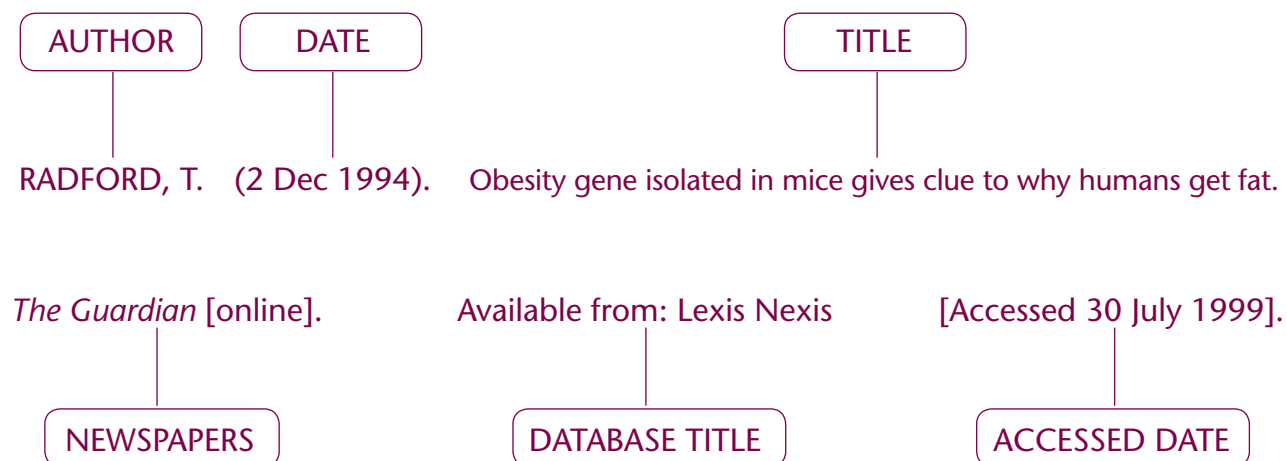 AUTHOR DATE TITLE
RADFORD, T. (2 Dec 1994). Obesity gene isolated in mice gives clue to why humans get fat.
The Guardian [online]. Available from: Lexis Nexis [Accessed 30 July 1999].
NEWSPAPERS DATABASE TITLE ACCESSED DATE